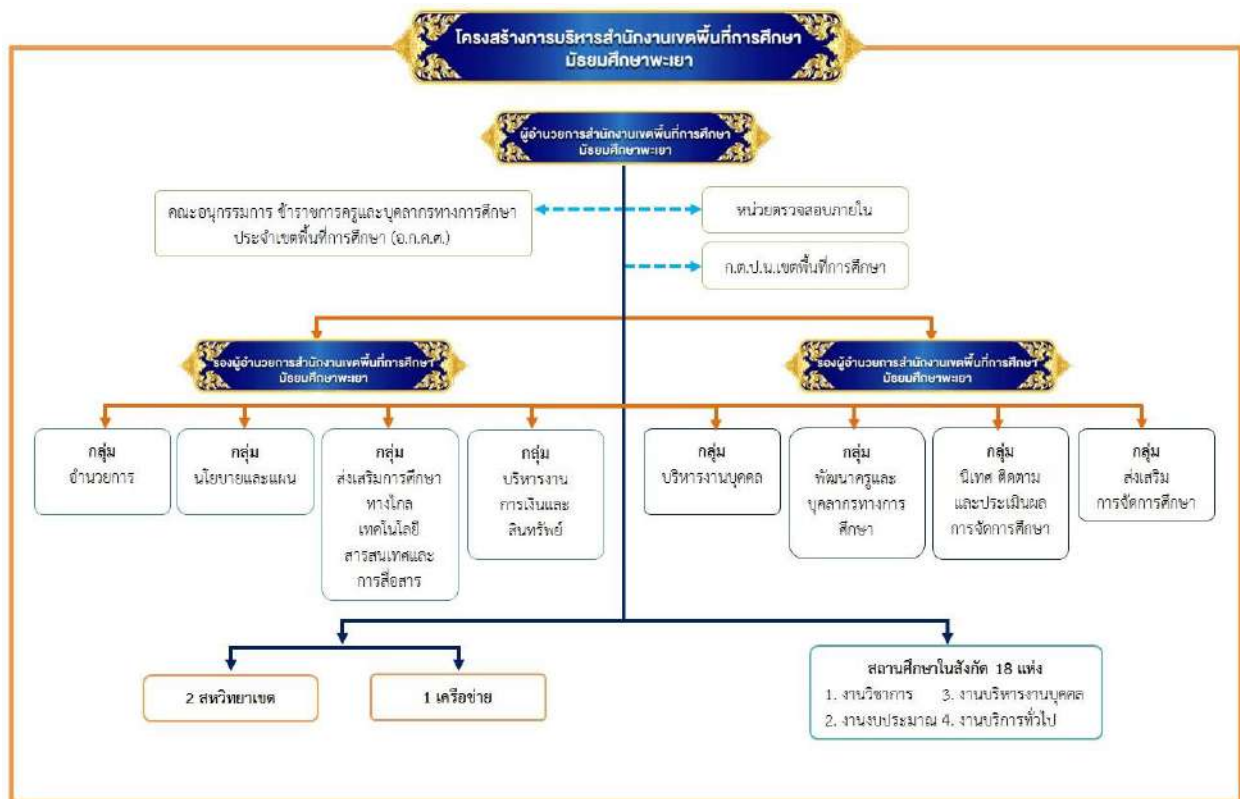 โครงสร้างการบริหารสำนักงานเขตพื้นที่การศึกษา
มัธยมศึกษาพะเยา
ผู้อำนวยการสำนักงานเขตพื้นที่การศึกษา
มัธยมศึกษาพะเยา
คณะอนุกรรมการ ข้าราชการครูและบุคลากรทางการศึกษา
ประจำเขตพื้นที่การศึกษา (อ.ก.ค.ศ.)
หน่วยตรวจสอบภายใน
ก.ต.ป.น.เขตพื้นที่การศึกษา
รองผู้อำนวยการสำนักงานเขตพื้นที่การศึกษา
มัธยมศึกษาพะเยา
รองผู้อำนวยการสำนักงานเขตพื้นที่การศึกษา
มัธยมศึกษาพะเยา
กลุ่ม
อำนวยการ
กลุ่ม
นโยบายและแผน
กลุ่ม
ส่งเสริมการศึกษา
ทางไกล
เทคโนโลยี
สารสนเทศและ
การสื่อสาร
กลุ่ม
บริหารงาน
การเงินและ
สินทรัพย์
กลุ่ม
บริหารงานบุคคล
กลุ่ม
พัฒนาครูและ
บุคลากรทางการ
ศึกษา
กลุ่ม
นิเทศ ติดตาม
และประเมินผล
การจัดการศึกษา
กลุ่ม
ส่งเสริม
การจัดการศึกษา
2 สหวิทยาเขต
1 เครือข่าย
สถานศึกษาในสังกัด 18 แห่ง
1. งานวิชาการ 3. งานบริหารงานบุคคล
2. งานงบประมาณ 4. งานบริการทั่วไป